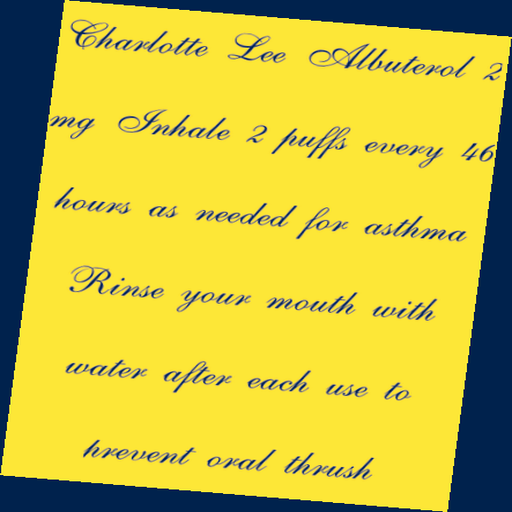 Charlotte Lee Albuterol 2
mg Inhale 2 puffs every 46
hours as needed for asthma
Rinse your mouth with
water after each use to
prevent oral thrush